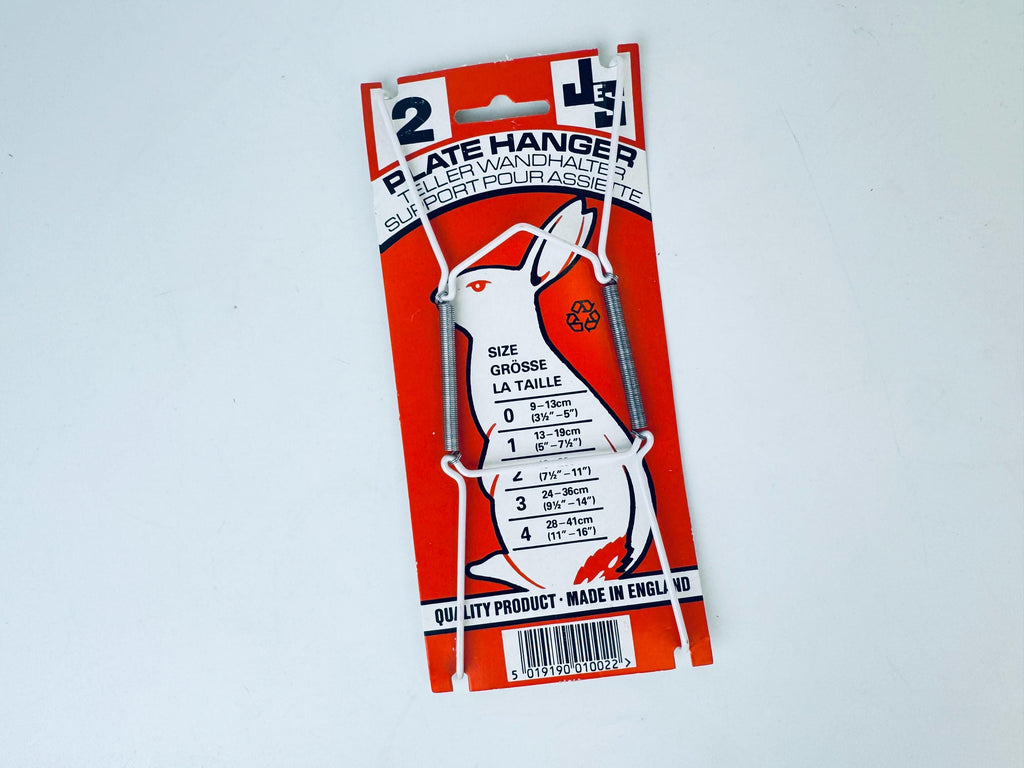 2
JES
PLATE HANGER
TELLER WANDHALTER
SUPPORT POUR ASSIETTE
SIZE
GRÖSSE
LA TAILLE
0 9–13cm
(3½"–5")
1 13–19cm
(5"–7½")
2
(7½"–11")
3 24–36cm
(9½"–14")
4 28–41cm
(11"–16")
QUALITY PRODUCT · MADE IN ENGLAND
5 019190 010022 >